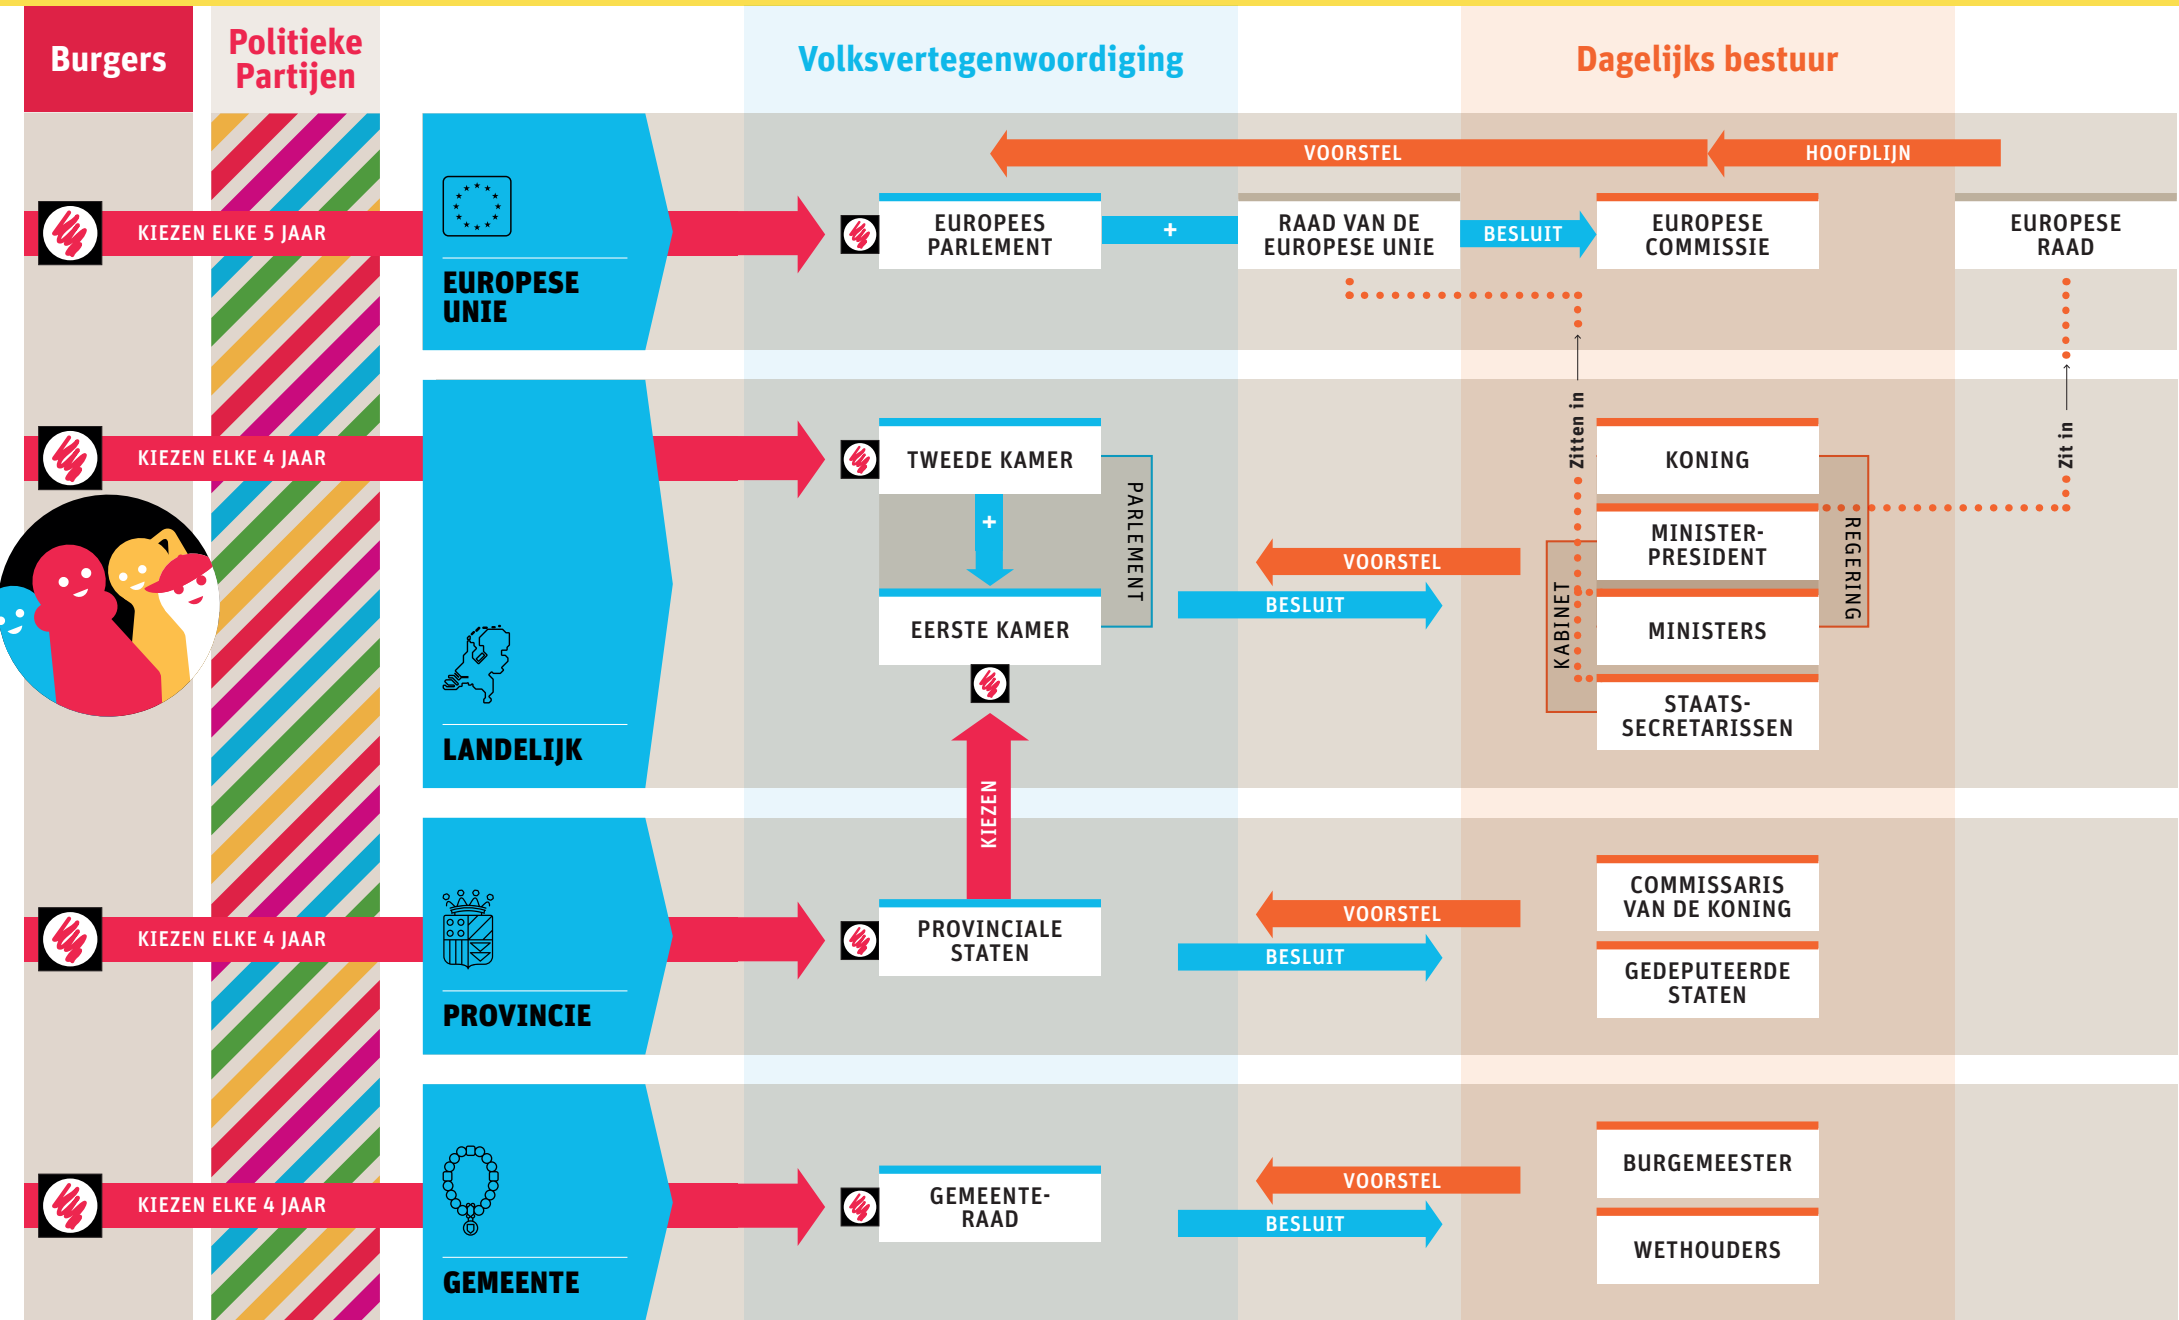 Burgers
Politieke
Partijen
Volksvertegenwoordiging
Dagelijks bestuur
VOORSTEL
HOOFDLIJN
KIEZEN ELKE 5 JAAR
EUROPESE
UNIE
EUROPEES
PARLEMENT
+
RAAD VAN DE
EUROPESE UNIE
BESLUIT
EUROPESE
COMMISSIE
EUROPESE
RAAD
Zitten in
Zit in
KIEZEN ELKE 4 JAAR
LANDELIJK
TWEEDE KAMER
+
EERSTE KAMER
PARLEMENT
VOORSTEL
BESLUIT
KABINET
KONING
MINISTER-
PRESIDENT
MINISTERS
STAATS-
SECRETARISSEN
REGERING
KIEZEN
KIEZEN ELKE 4 JAAR
PROVINCIE
PROVINCIALE
STATEN
VOORSTEL
BESLUIT
COMMISSARIS
VAN DE KONING
GEDEPUTEERDE
STATEN
KIEZEN ELKE 4 JAAR
GEMEENTE
GEMEENTE-
RAAD
VOORSTEL
BESLUIT
BURGEMEESTER
WETHOUDERS